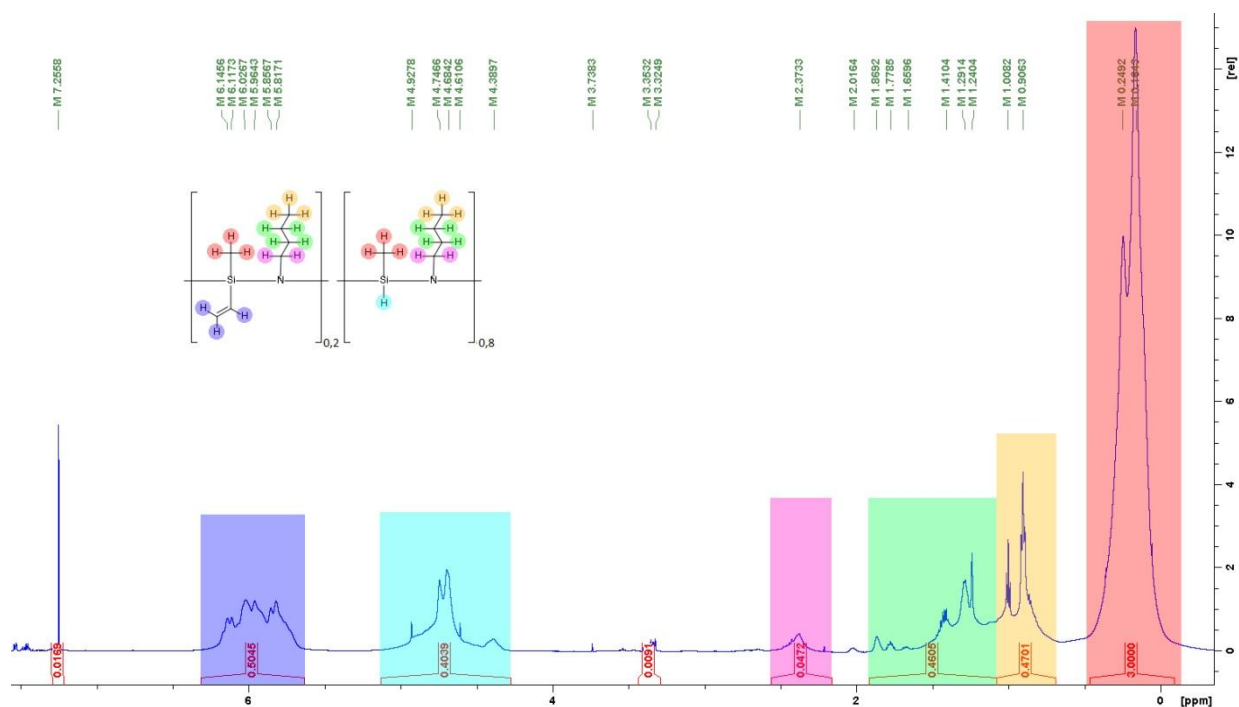 M 7.2558
M 6.1456
M 6.1173
M 6.0267
M 5.9643
M 5.8567
M 5.8171
M 4.9278
M 4.7466
M 4.6842
M 4.6106
M 4.3897
M 3.7383
M 3.3532
M 3.3249
M 2.3733
M 2.0164
M 1.8692
M 1.7785
M 1.6596
M 1.4104
M 1.2914
M 1.2404
M 1.0082
M 0.9063
M 0.2492
[rel]
12
10
8
6
4
2
0
H H
H H H H
H H H H
H H
H H H H
H H H H H H H H
Si N Si N
H H
H H
0,2 0,8
0.0169
0.5045
0.4039
0.0091
0.0472
0.4605
0.4701
3.0000
6 4 2 0 [ppm]